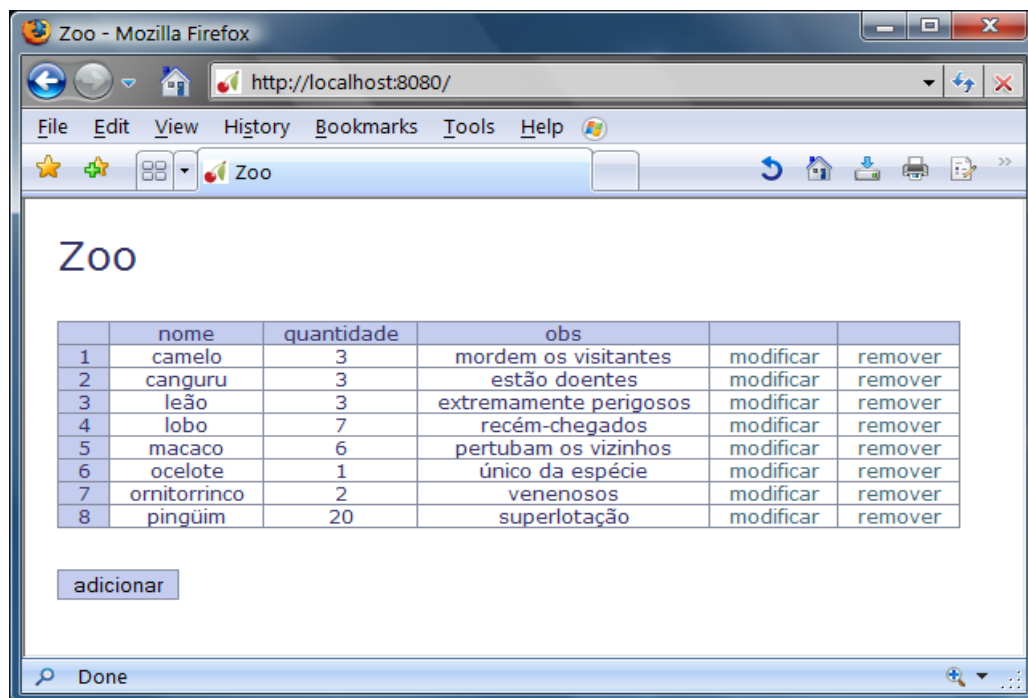 Zoo - Mozilla Firefox
http://localhost:8080/
File Edit View History Bookmarks Tools Help
Zoo
Zoo
nome quantidade obs
1 camelo 3 mordem os visitantes modificar remover
2 canguru 3 estão doentes modificar remover
3 leão 3 extremamente perigosos modificar remover
4 lobo 7 recém-chegados modificar remover
5 macaco 6 pertubam os vizinhos modificar remover
6 ocelote 1 único da espécie modificar remover
7 ornitorrinco 2 venenosos modificar remover
8 pingüim 20 superlotação modificar remover
adicionar
Done